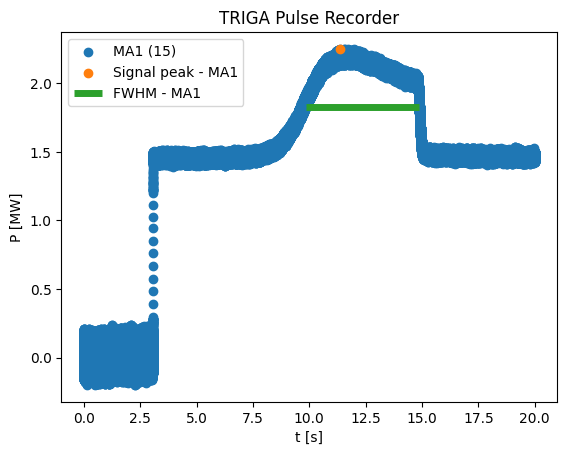 TRIGA Pulse Recorder
MA1 (15)
Signal peak - MA1
FWHM - MA1
P [MW]
2.0
1.5
1.0
0.5
0.0
0.0 2.5 5.0 7.5 10.0 12.5 15.0 17.5 20.0
t [s]